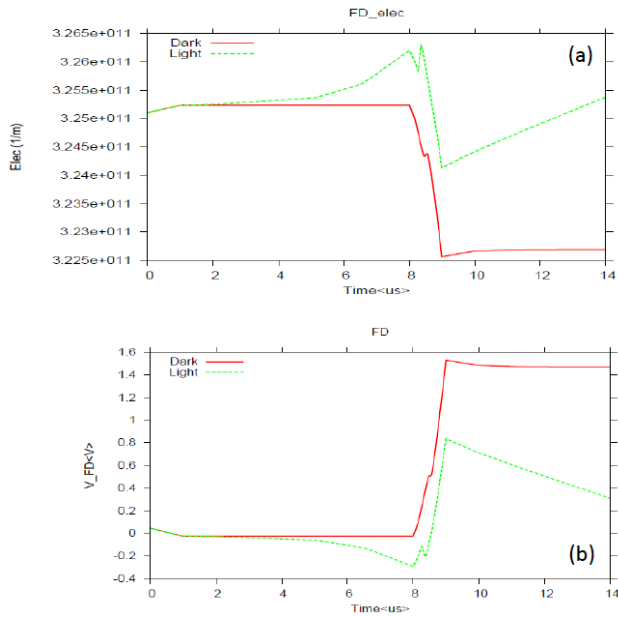 FD_elec
3.265e+011
3.26e+011
3.255e+011
3.25e+011
3.245e+011
3.24e+011
3.235e+011
3.23e+011
3.225e+011
Elec (1/m)
Dark
Light
(a)
0 2 4 6 8 10 12 14
Time<us>
FD
1.6
1.4
1.2
1
0.8
0.6
0.4
0.2
0
-0.2
-0.4
V_FD<V>
Dark
Light
(b)
0 2 4 6 8 10 12 14
Time<us>